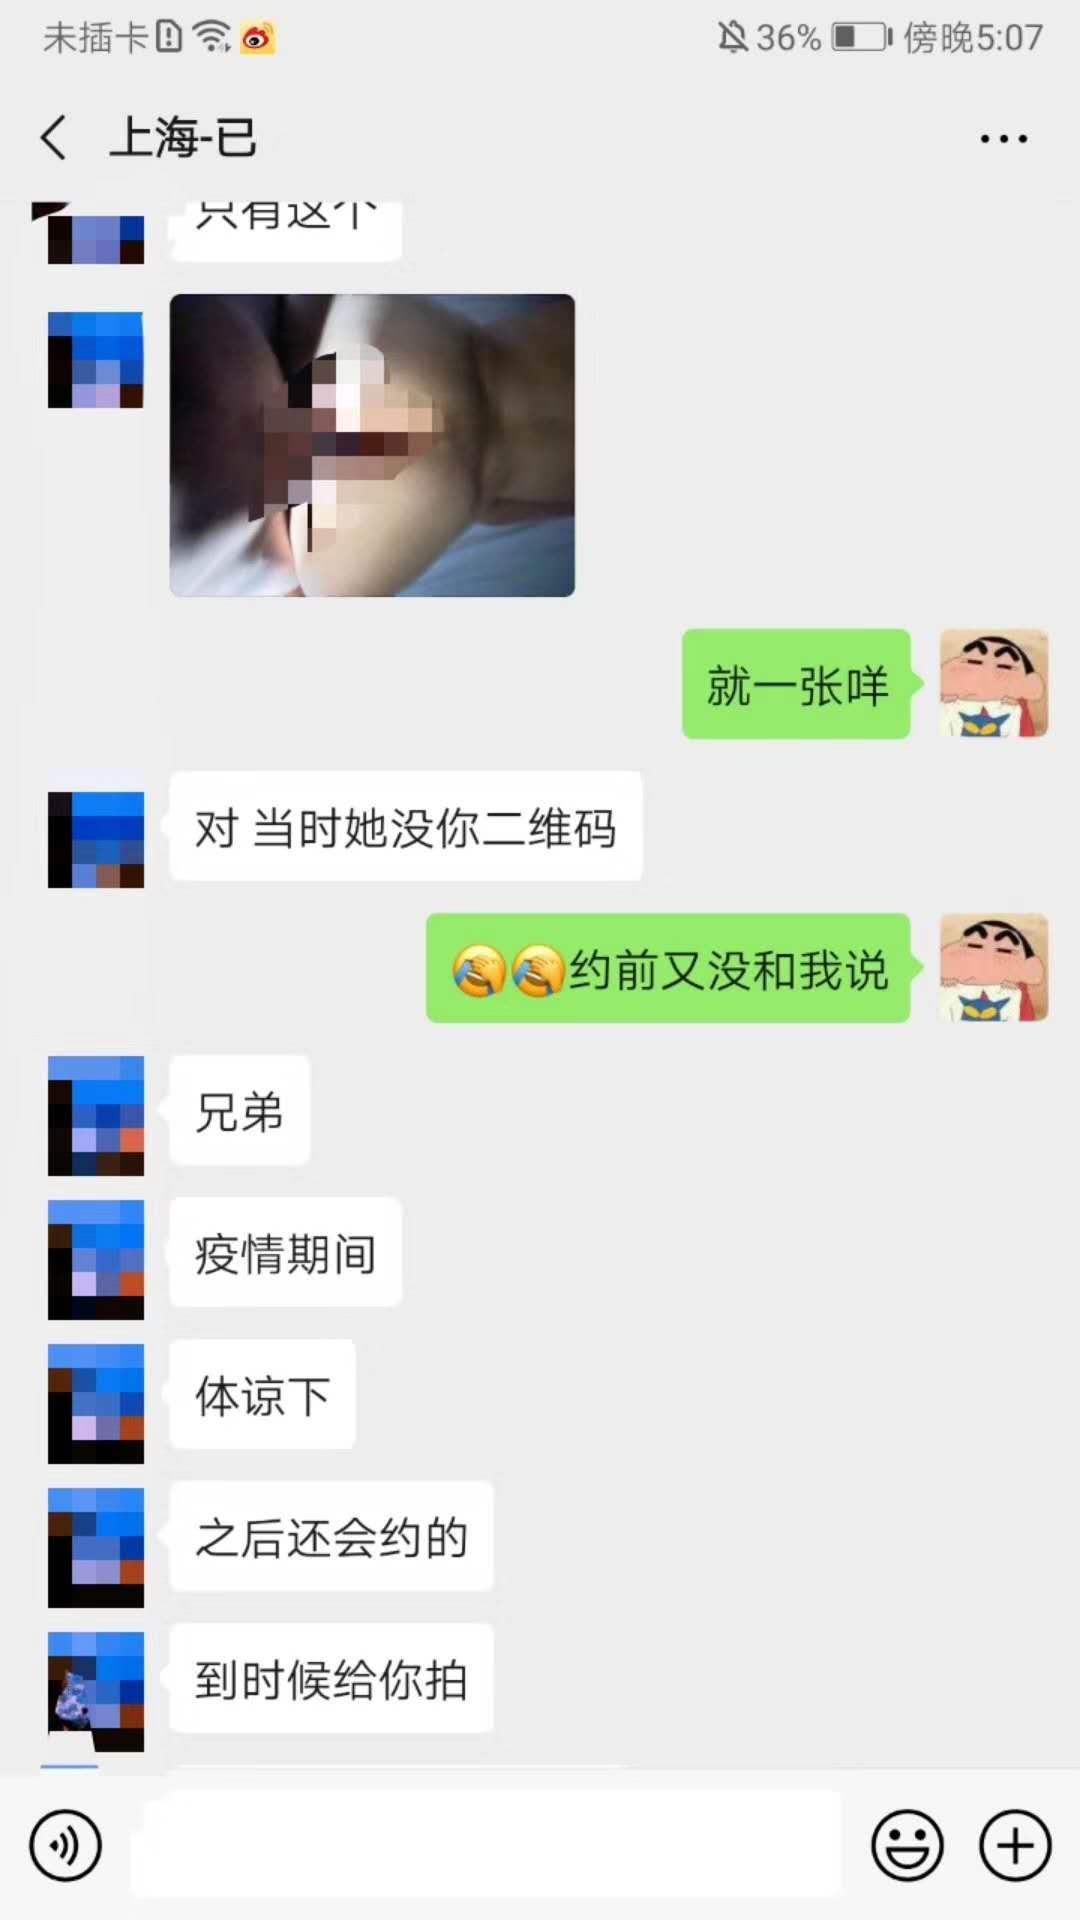 未插卡
36%
傍晚5:07
上海-已
只有这个
就一张咩
对 当时她没你二维码
🤣🤣约前又没和我说
兄弟
疫情期间
体谅下
之后还会约的
到时候给你拍